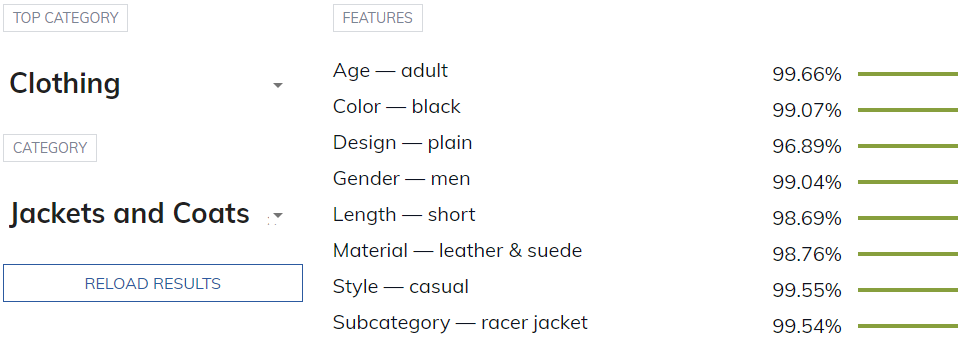 TOP CATEGORY
Clothing
CATEGORY
Jackets and Coats
RELOAD RESULTS
FEATURES
Age — adult 99.66%
Color — black 99.07%
Design — plain 96.89%
Gender — men 99.04%
Length — short 98.69%
Material — leather & suede 98.76%
Style — casual 99.55%
Subcategory — racer jacket 99.54%